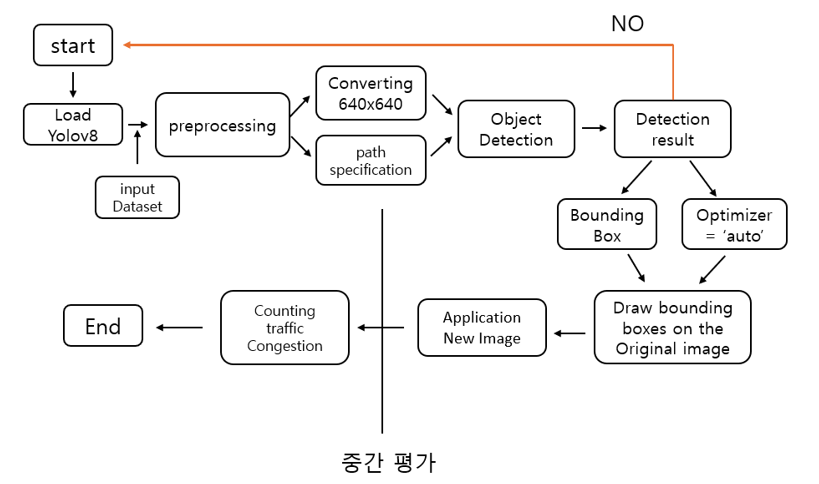 NO
start
Load
Yolov8
input
Dataset
preprocessing
Converting
640x640
path
specification
Object
Detection
Detection
result
Bounding
Box
Optimizer
= ‘auto’
Draw bounding
boxes on the
Original image
Application
New Image
Counting
traffic
Congestion
End
중간 평가